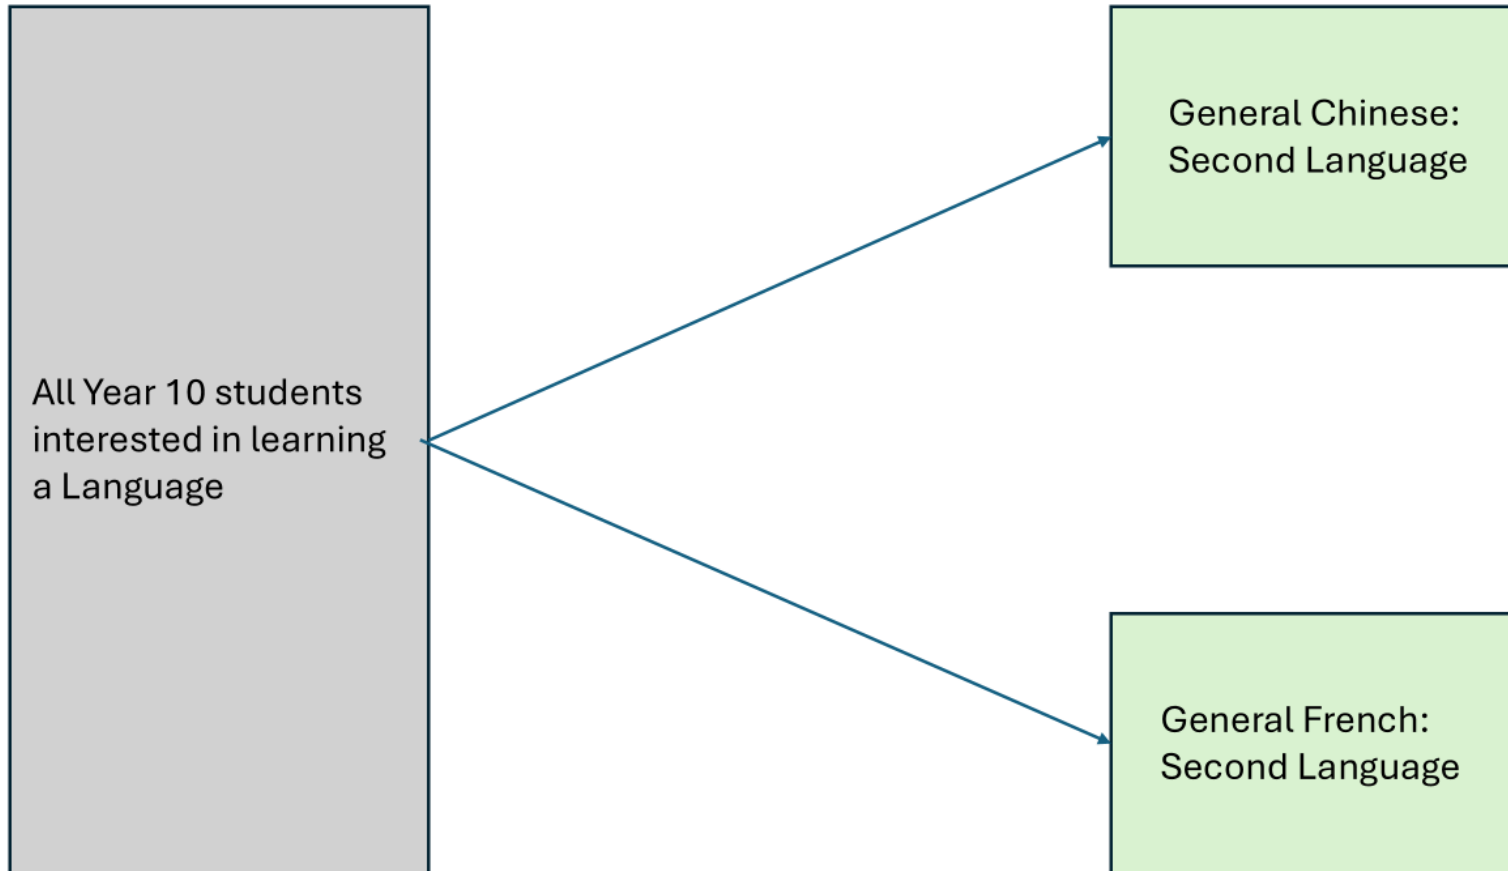 All Year 10 students
interested in learning
a Language
General Chinese:
Second Language
General French:
Second Language